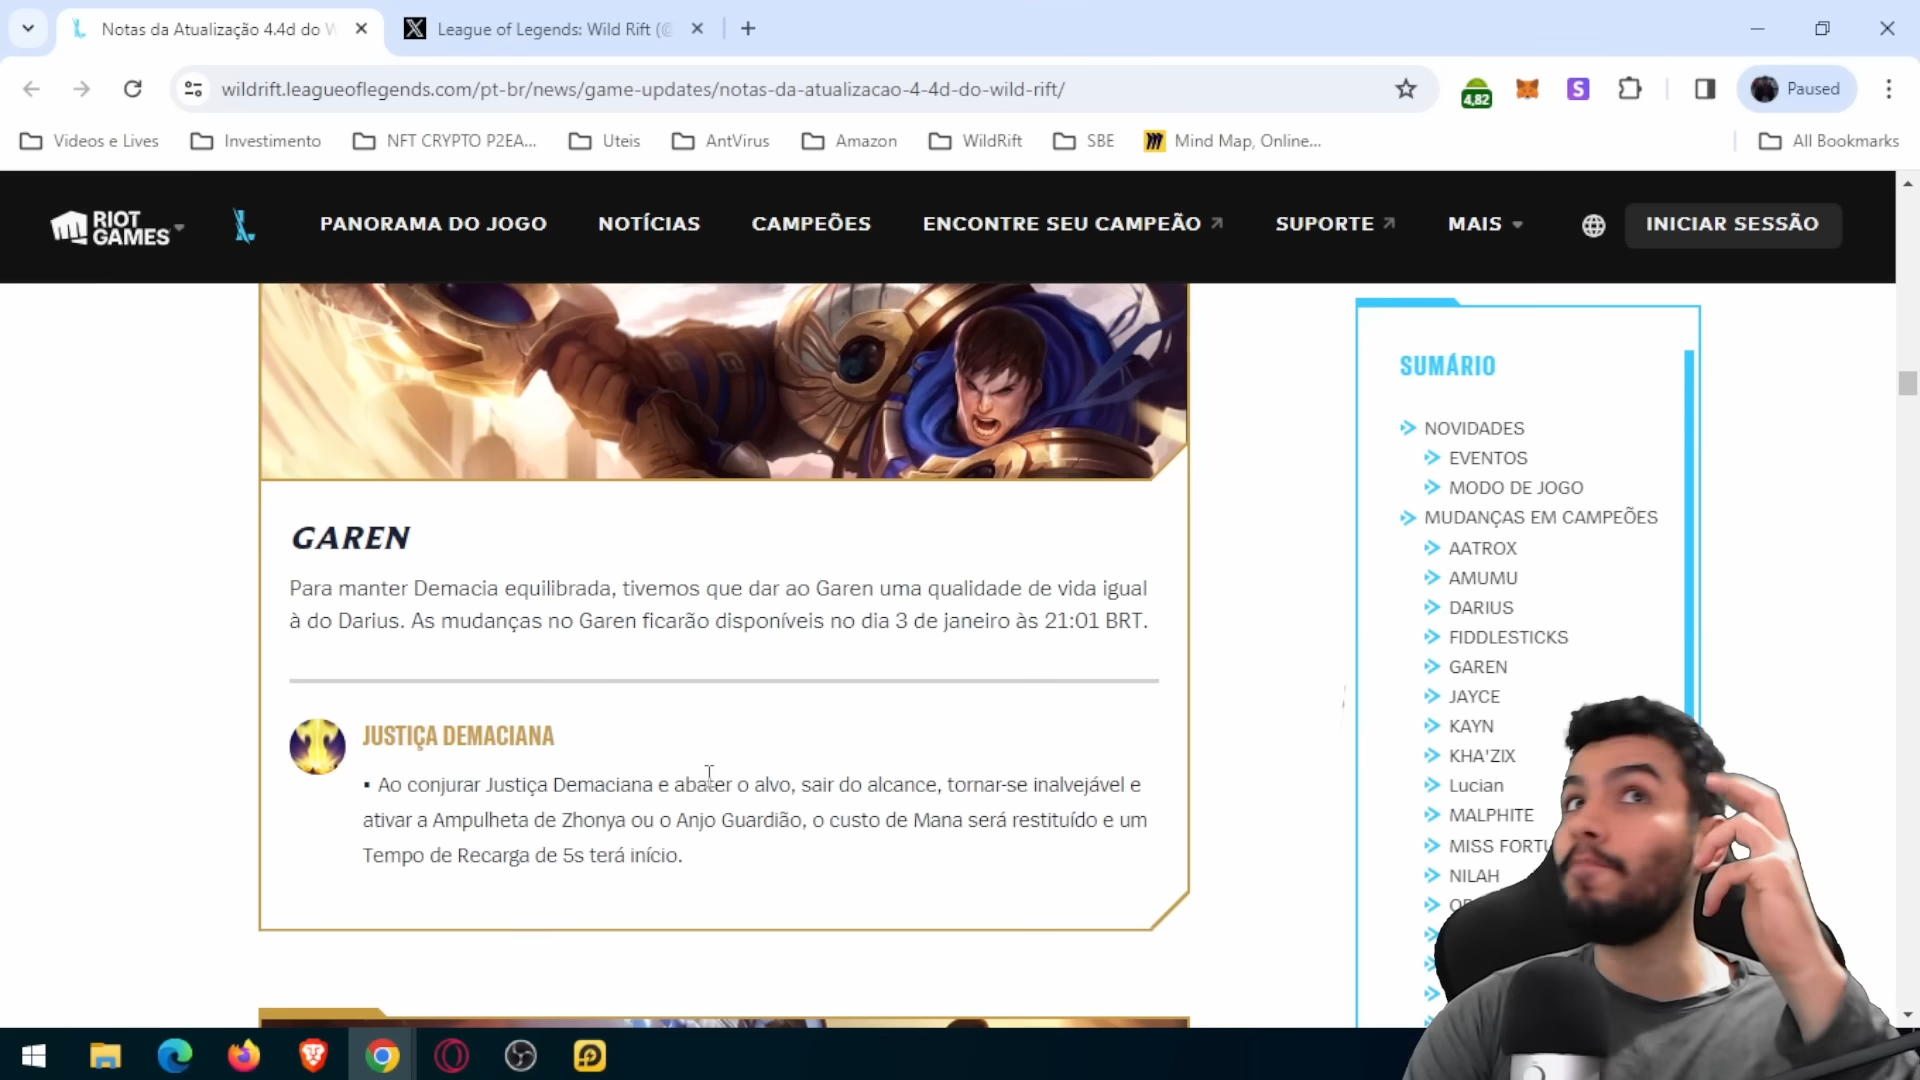 Notas da Atualização 4.4d do W
League of Legends: Wild Rift (@
wildrift.leagueoflegends.com/pt-br/news/game-updates/notas-da-atualizacao-4-4d-do-wild-rift/
4,82
S
Paused
Videos e Lives
Investimento
NFT CRYPTO P2EA...
Uteis
AntVirus
Amazon
WildRift
SBE
Mind Map, Online...
All Bookmarks
RIOT
GAMES
PANORAMA DO JOGO
NOTÍCIAS
CAMPEÕES
ENCONTRE SEU CAMPEÃO
SUPORTE
MAIS
INICIAR SESSÃO
GAREN
Para manter Demacia equilibrada, tivemos que dar ao Garen uma qualidade de vida igual
à do Darius. As mudanças no Garen ficarão disponíveis no dia 3 de janeiro às 21:01 BRT.
JUSTIÇA DEMACIANA
▪ Ao conjurar Justiça Demaciana e abater o alvo, sair do alcance, tornar-se inalvejável e
ativar a Ampulheta de Zhonya ou o Anjo Guardião, o custo de Mana será restituído e um
Tempo de Recarga de 5s terá início.
SUMÁRIO
NOVIDADES
EVENTOS
MODO DE JOGO
MUDANÇAS EM CAMPEÕES
AATROX
AMUMU
DARIUS
FIDDLESTICKS
GAREN
JAYCE
KAYN
KHA'ZIX
Lucian
MALPHITE
MISS FORTU
NILAH